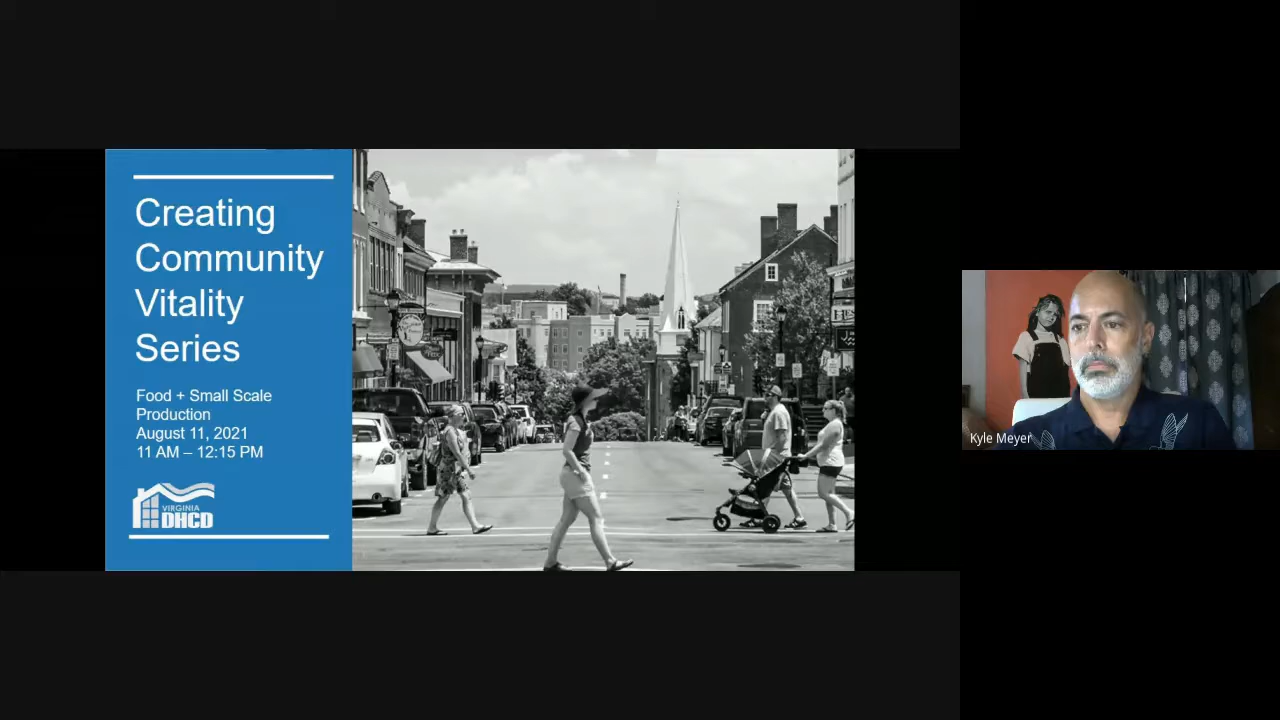 Creating
Community
Vitality
Series
Food + Small Scale
Production
August 11, 2021
11 AM – 12:15 PM
VIRGINIA
DHCD
Kyle Meyer